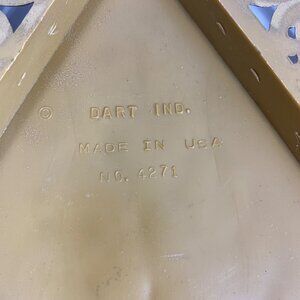 © DART IND.
MADE IN USA
NO. 4271